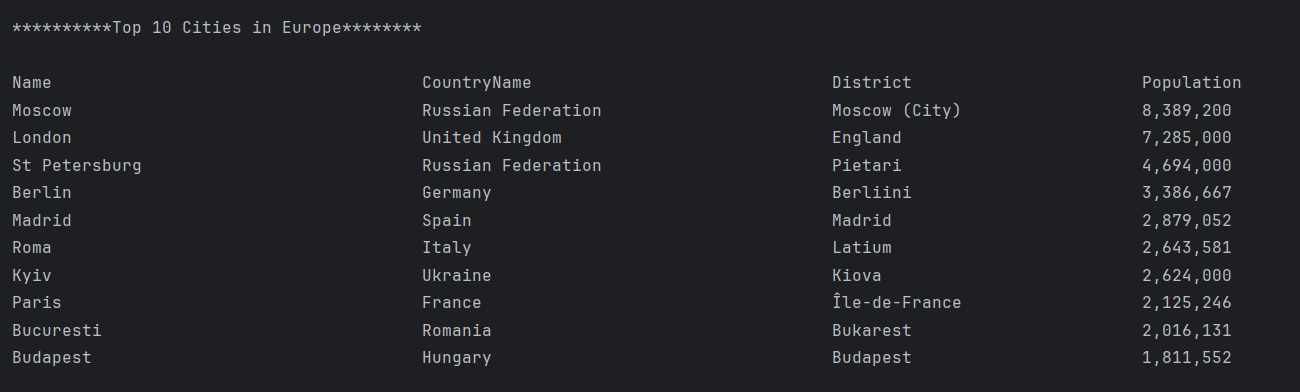 **********Top 10 Cities in Europe********
Name CountryName District Population
Moscow Russian Federation Moscow (City) 8,389,200
London United Kingdom England 7,285,000
St Petersburg Russian Federation Pietari 4,694,000
Berlin Germany Berliini 3,386,667
Madrid Spain Madrid 2,879,052
Roma Italy Latium 2,643,581
Kyiv Ukraine Kiova 2,624,000
Paris France Île-de-France 2,125,246
Bucuresti Romania Bukarest 2,016,131
Budapest Hungary Budapest 1,811,552